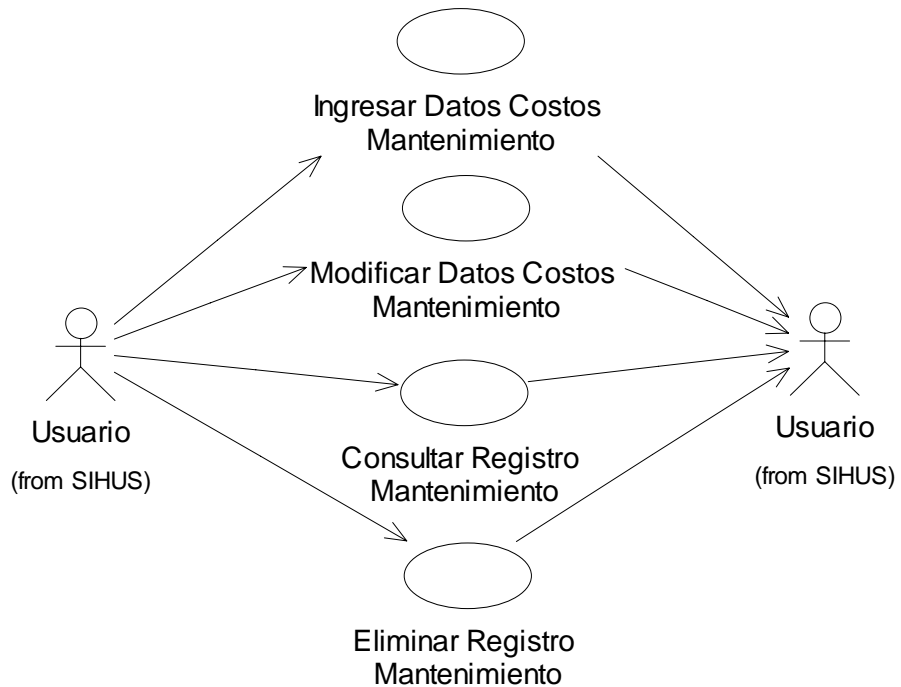 Ingresar Datos Costos
Mantenimiento
Modificar Datos Costos
Mantenimiento
Usuario
(from SIHUS)
Usuario
(from SIHUS)
Consultar Registro
Mantenimiento
Eliminar Registro
Mantenimiento